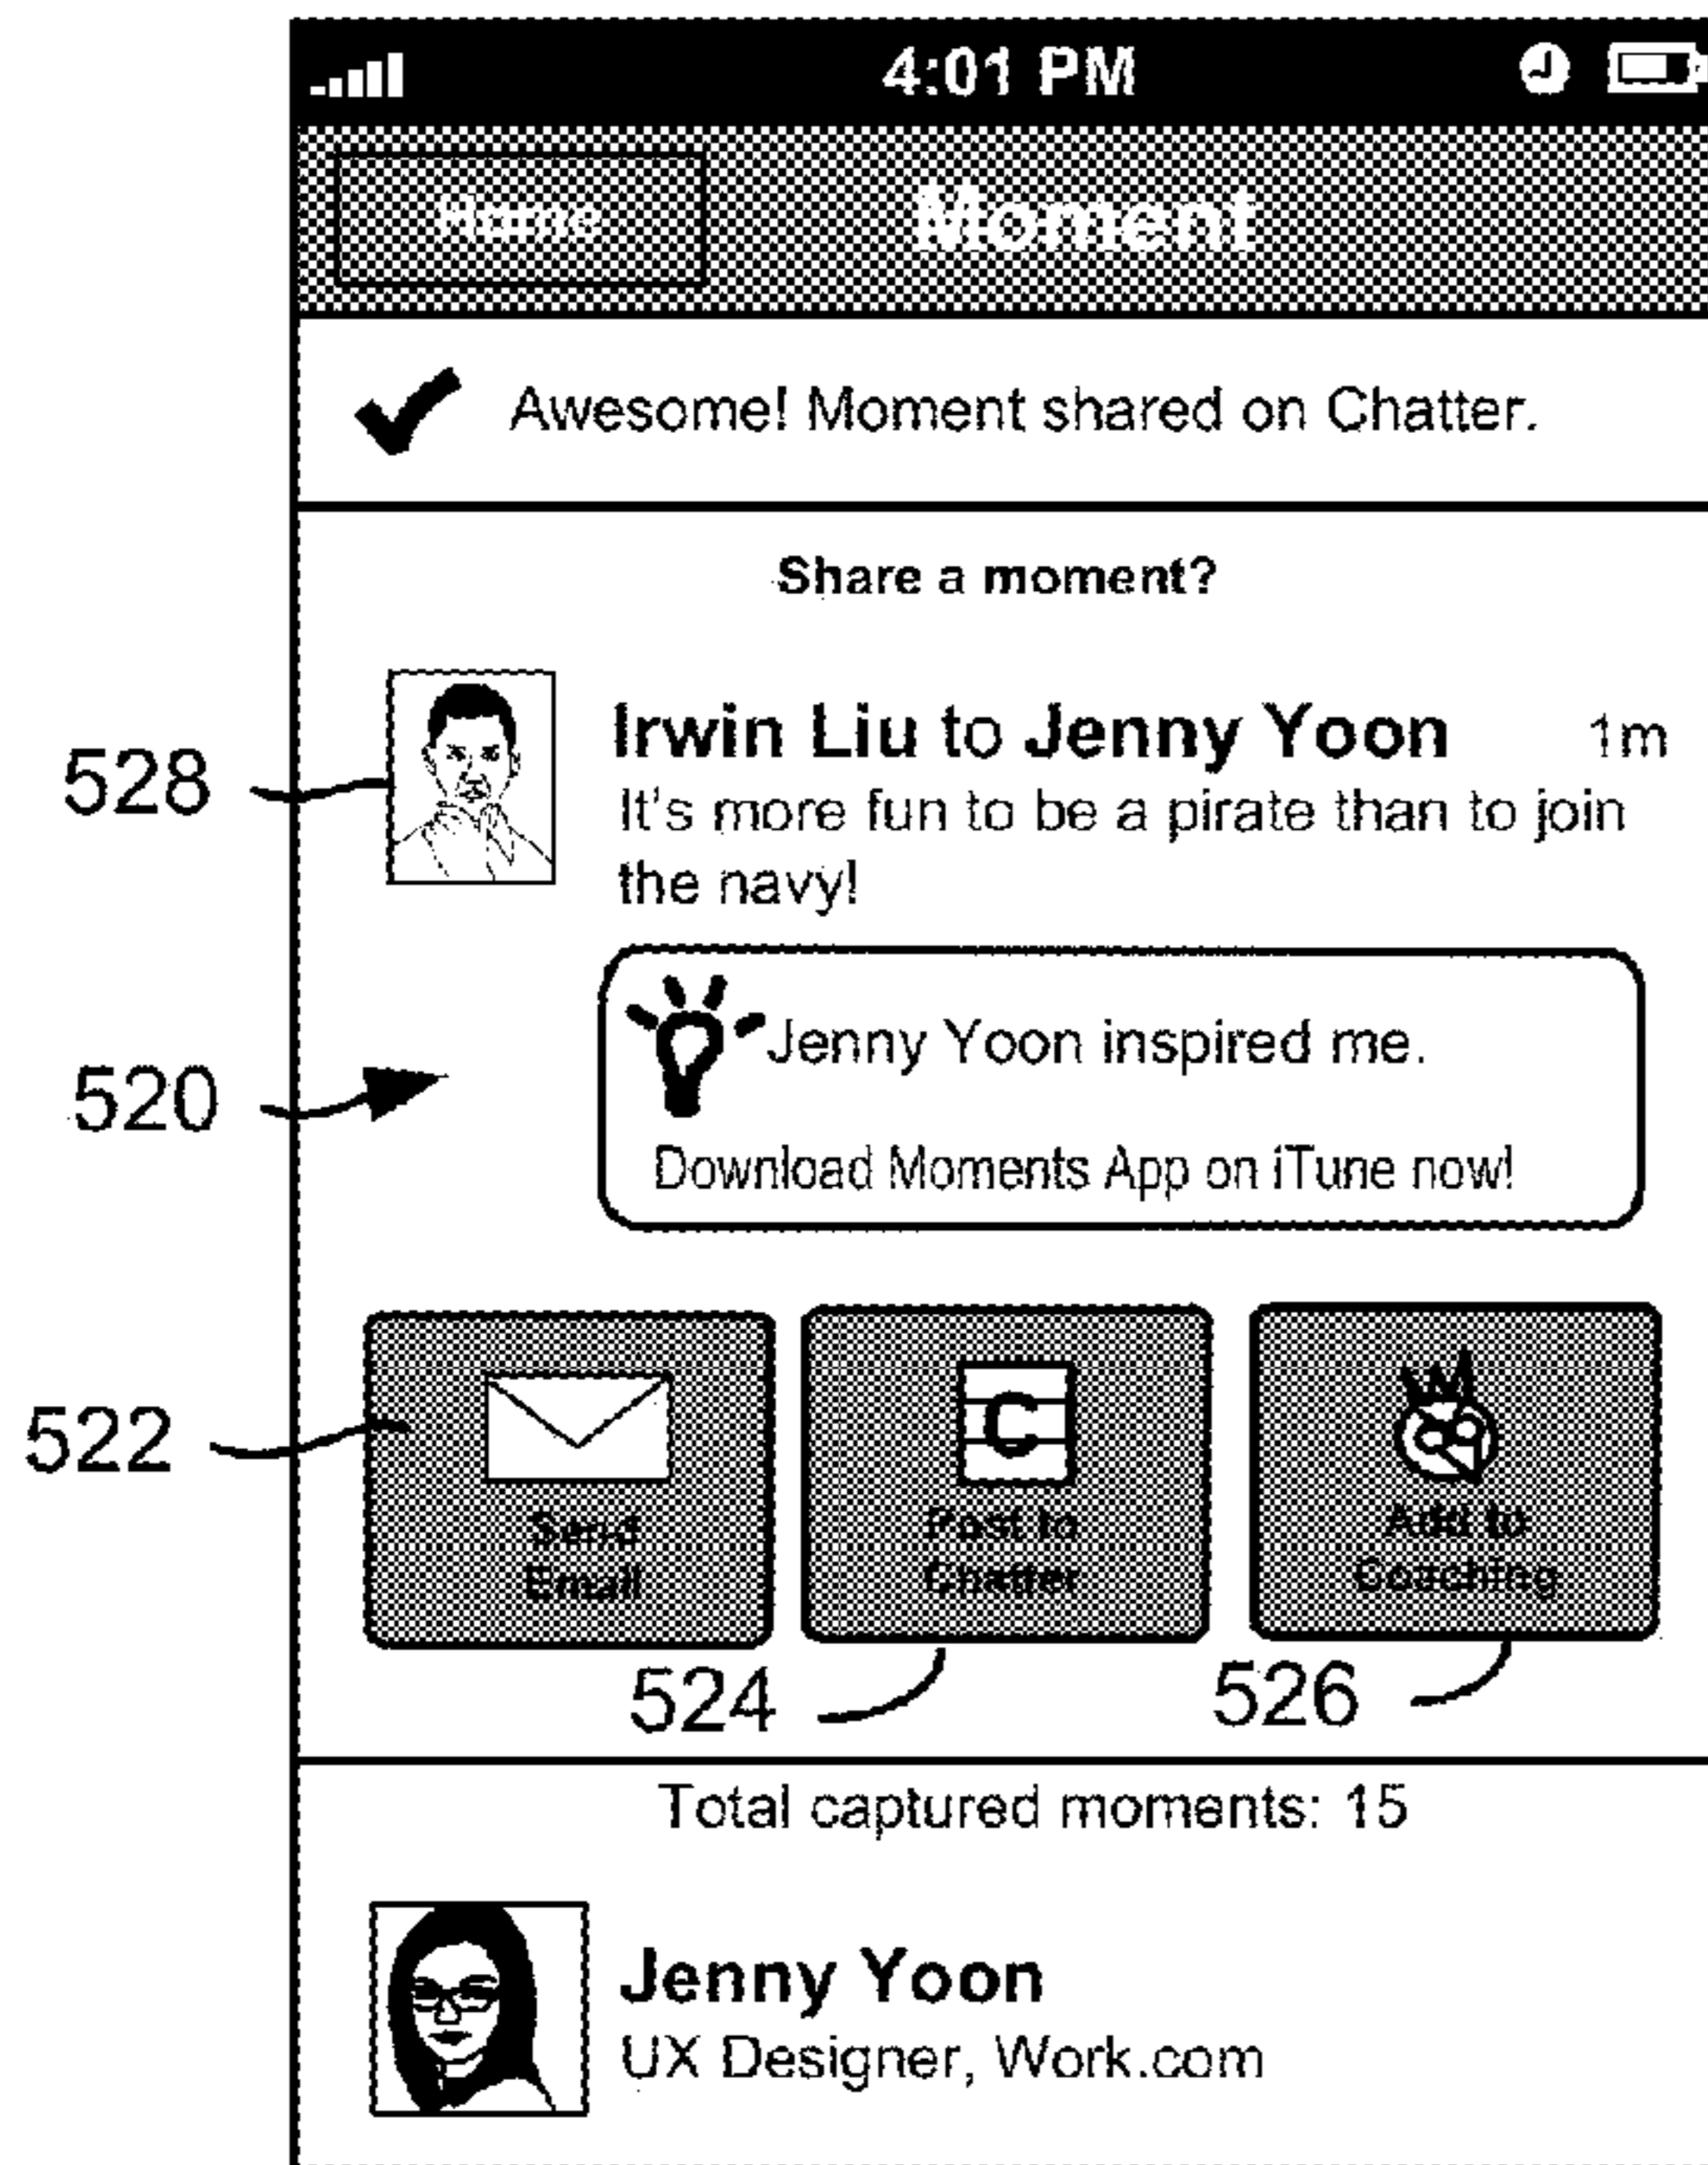 4:01 PM
Home Moment
Awesome! Moment shared on Chatter.
Share a moment?
528
Irwin Liu to Jenny Yoon 1m
It's more fun to be a pirate than to join
the navy!
520
Jenny Yoon inspired me.
Download Moments App on iTune now!
522
C
Send
Email
Post to
Chatter
Add to
Coaching
524
526
Total captured moments: 15
Jenny Yoon
UX Designer, Work.com